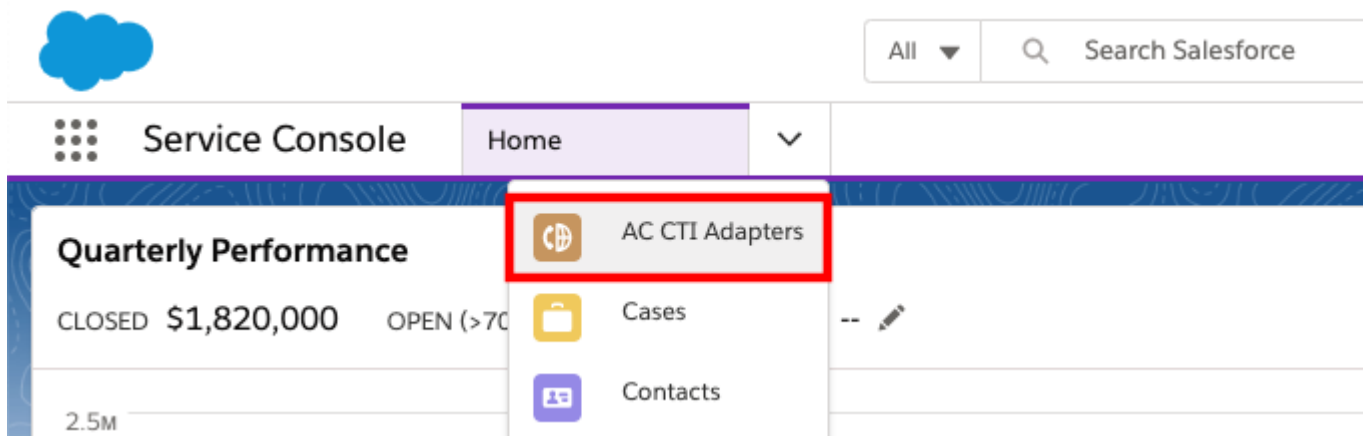 All Search Salesforce
Service Console Home
AC CTI Adapters
Quarterly Performance
CLOSED $1,820,000 OPEN (>70 -- 
Cases
Contacts
2.5M